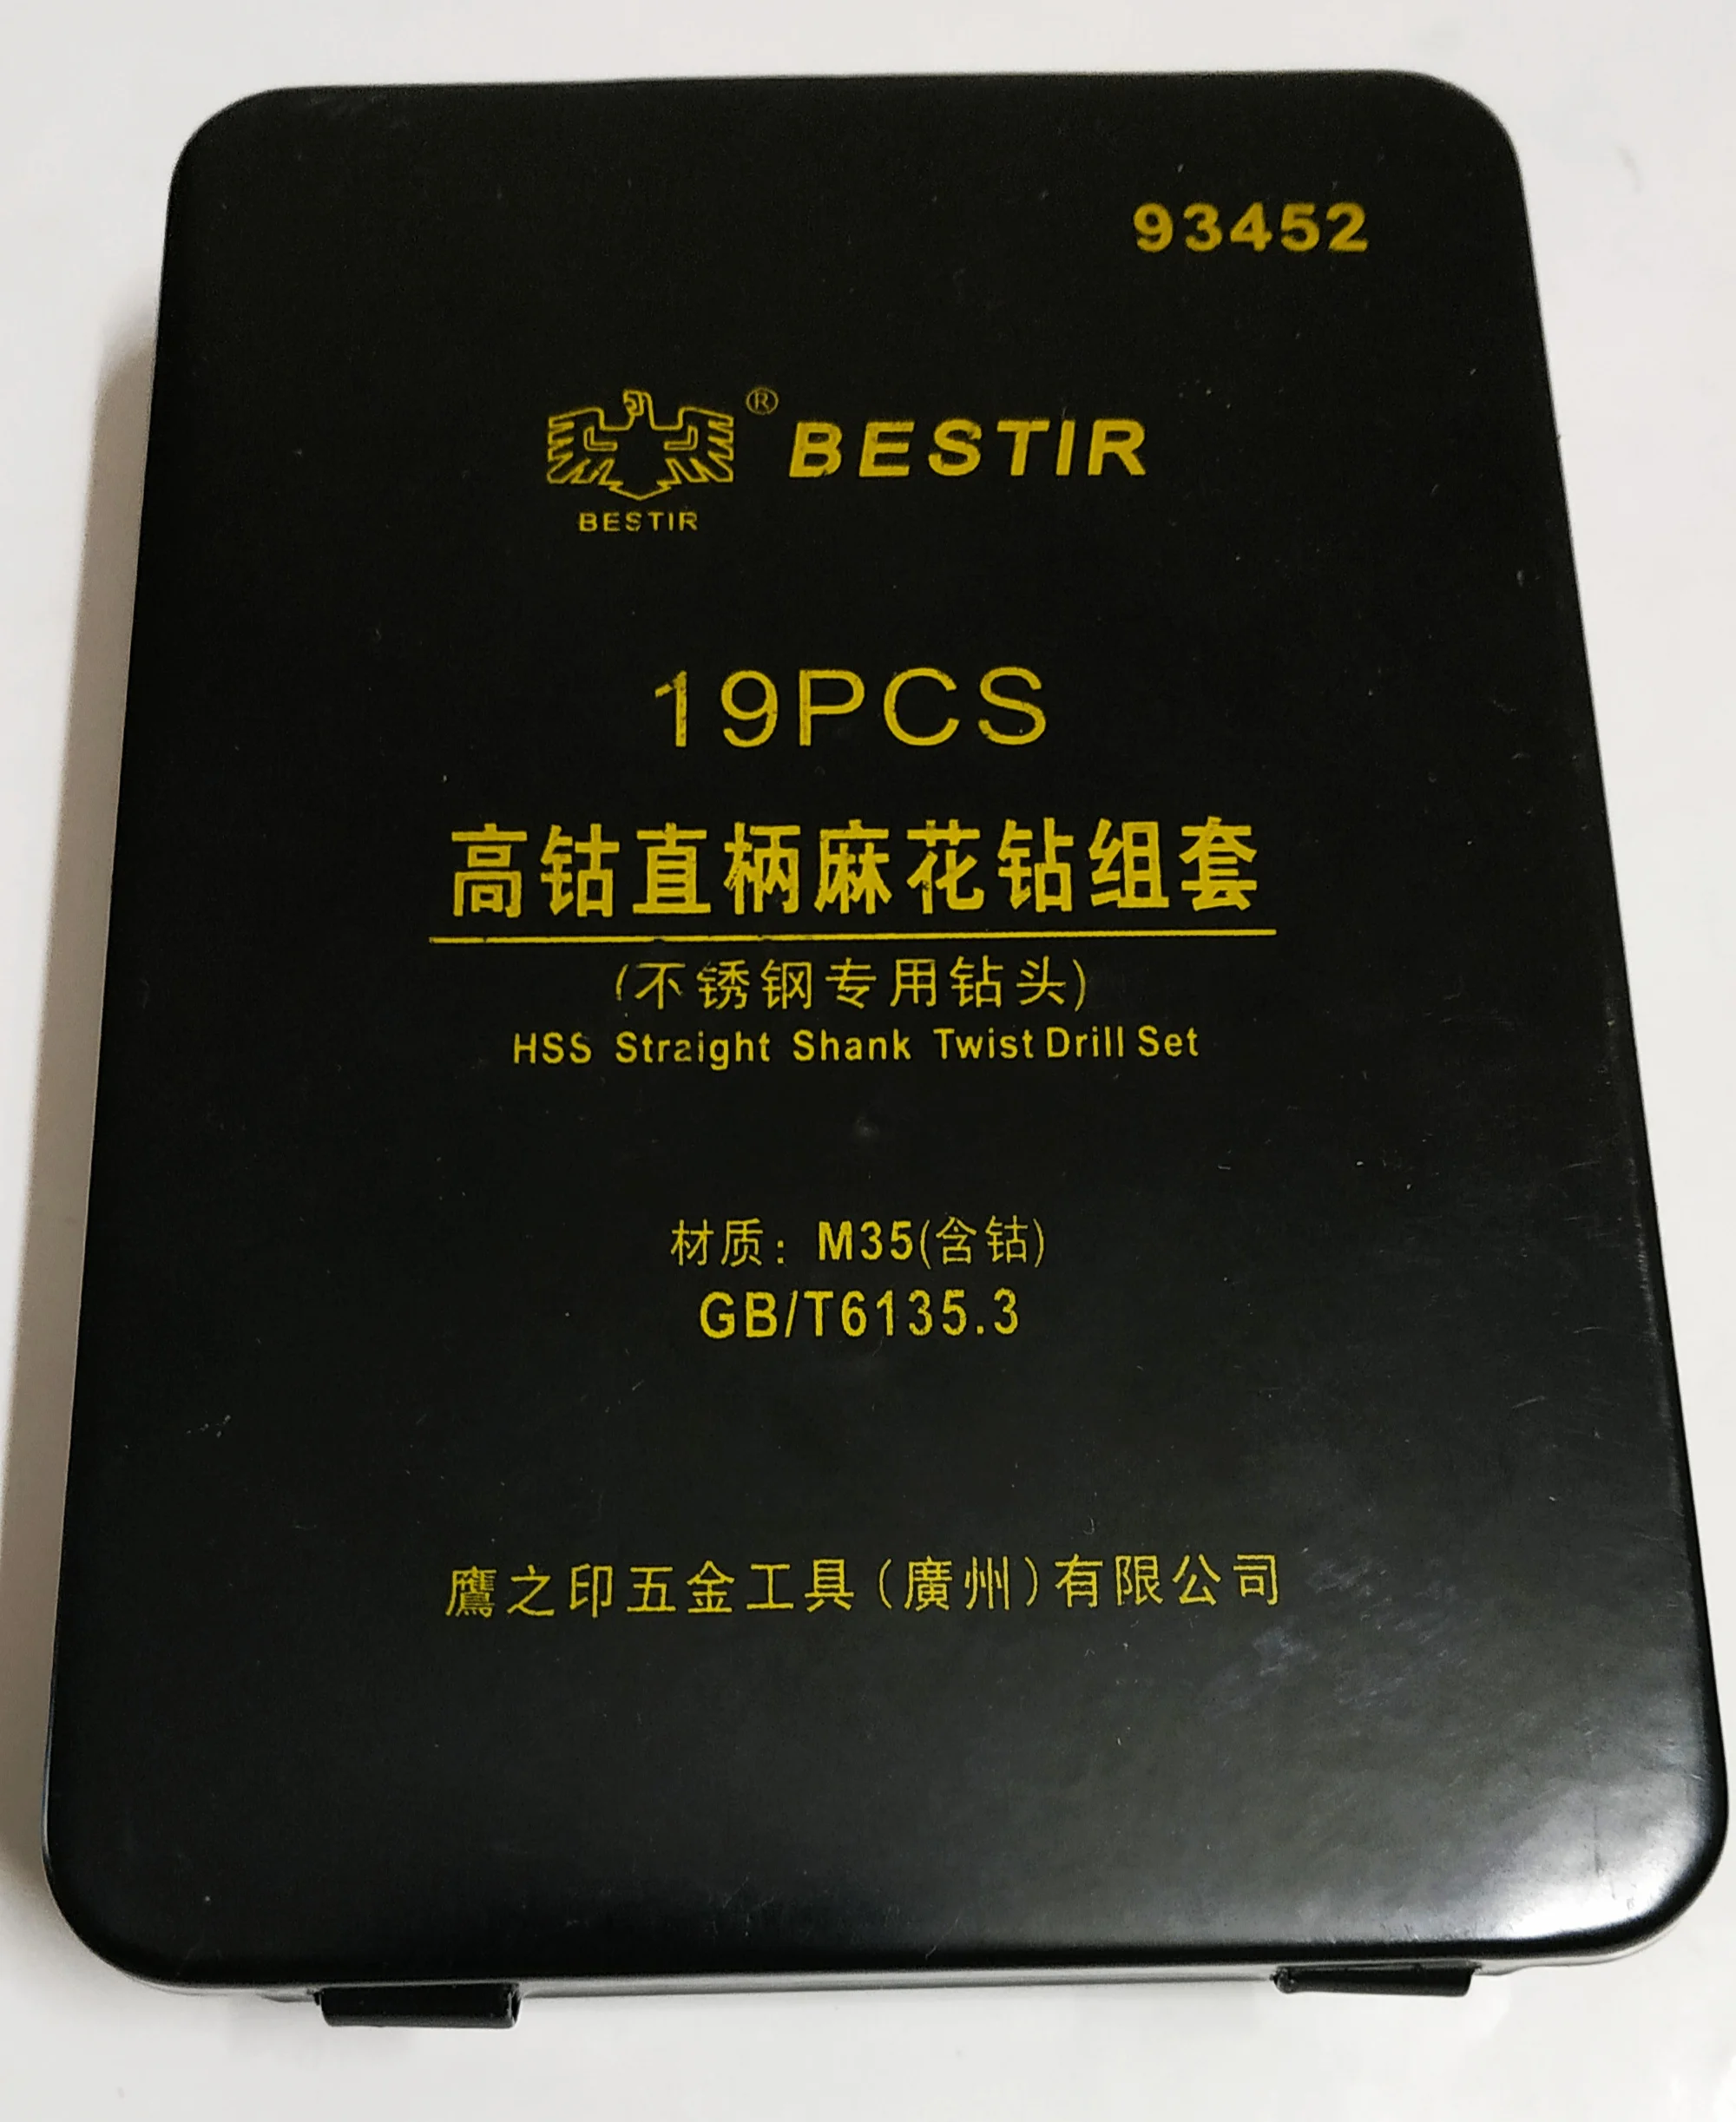 93452
® BESTIR
BESTIR
19PCS
高钴直柄麻花钻组套
(不锈钢专用钻头)
HSS Straight Shank Twist Drill Set
材质：M35(含钴)
GB/T6135.3
鷹之印五金工具(廣州)有限公司